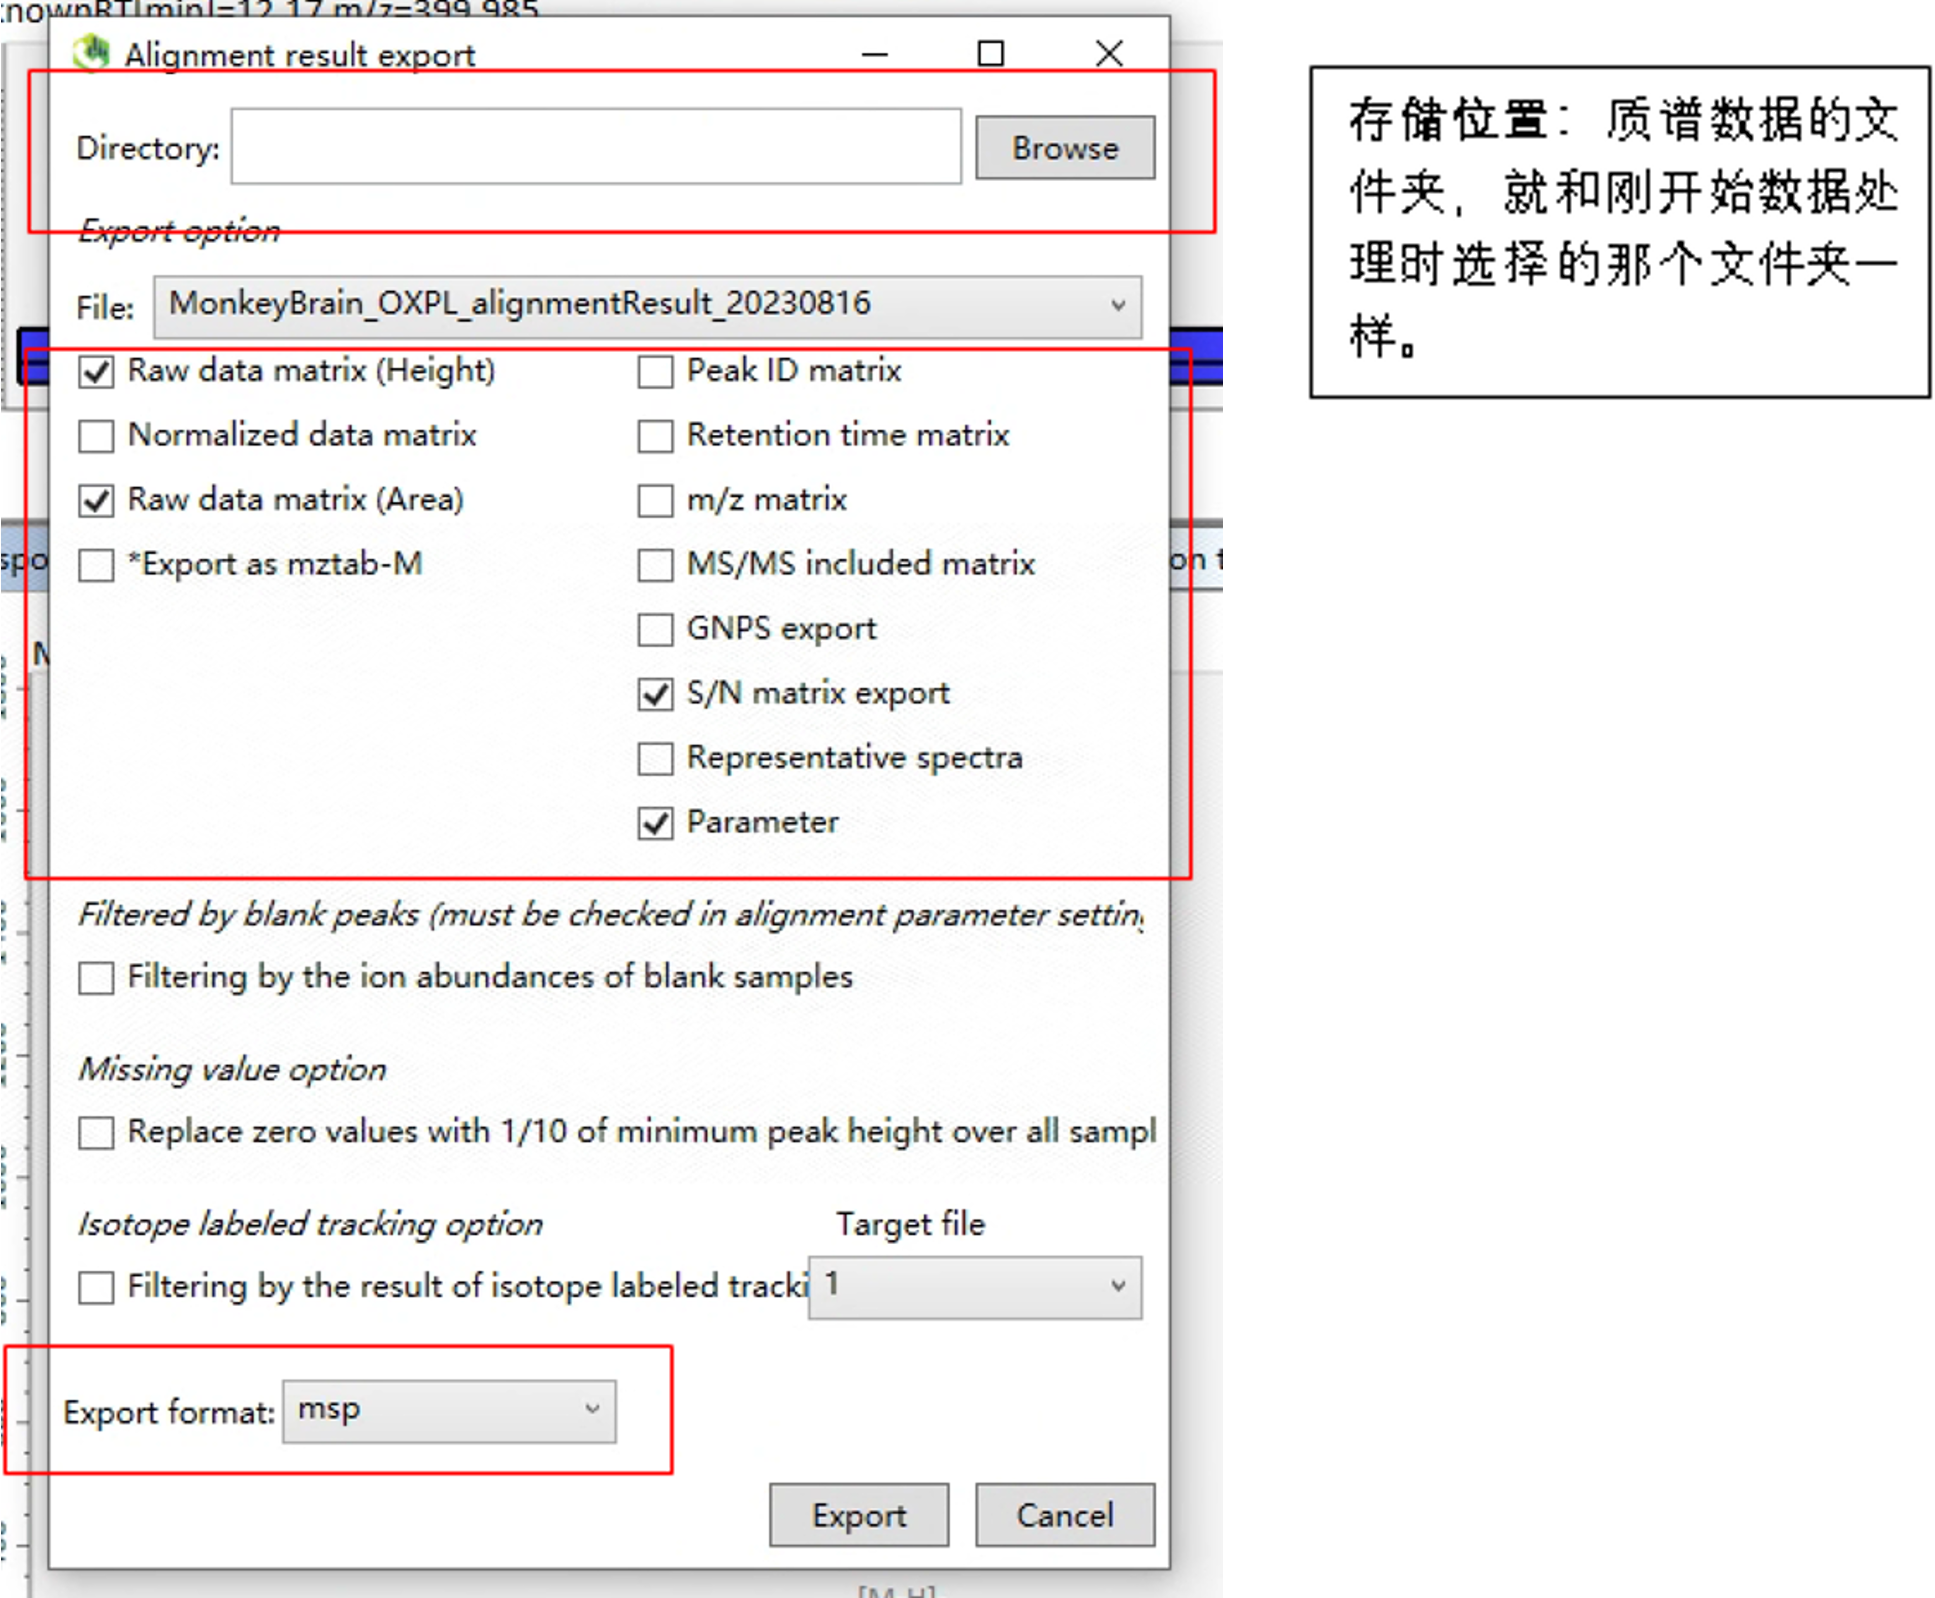 nownRT[min]=12.17 m/z=399.985
Alignment result export
Directory:
Browse
Export option
File: MonkeyBrain_OXPL_alignmentResult_20230816
Raw data matrix (Height)
Peak ID matrix
Normalized data matrix
Retention time matrix
Raw data matrix (Area)
m/z matrix
*Export as mztab-M
MS/MS included matrix
GNPS export
S/N matrix export
Representative spectra
Parameter
Filtered by blank peaks (must be checked in alignment parameter settin
Filtering by the ion abundances of blank samples
Missing value option
Replace zero values with 1/10 of minimum peak height over all sampl
Isotope labeled tracking option
Target file
Filtering by the result of isotope labeled tracki
1
Export format: msp
Export
Cancel
spo
on t
[M-H]
存储位置：质谱数据的文
件夹，就和刚开始数据处
理时选择的那个文件夹一
样。